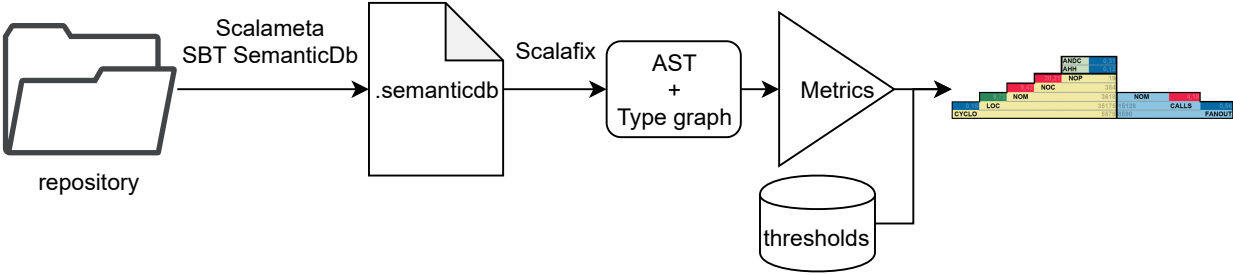 Scalameta
SBT SemanticDb
repository
.semanticdb
Scalafix
AST
+
Type graph
Metrics
thresholds
ANDC
AHH
NOP
NOC
NOM
NOM
LOC
CALLS
CYCLO
FANOUT